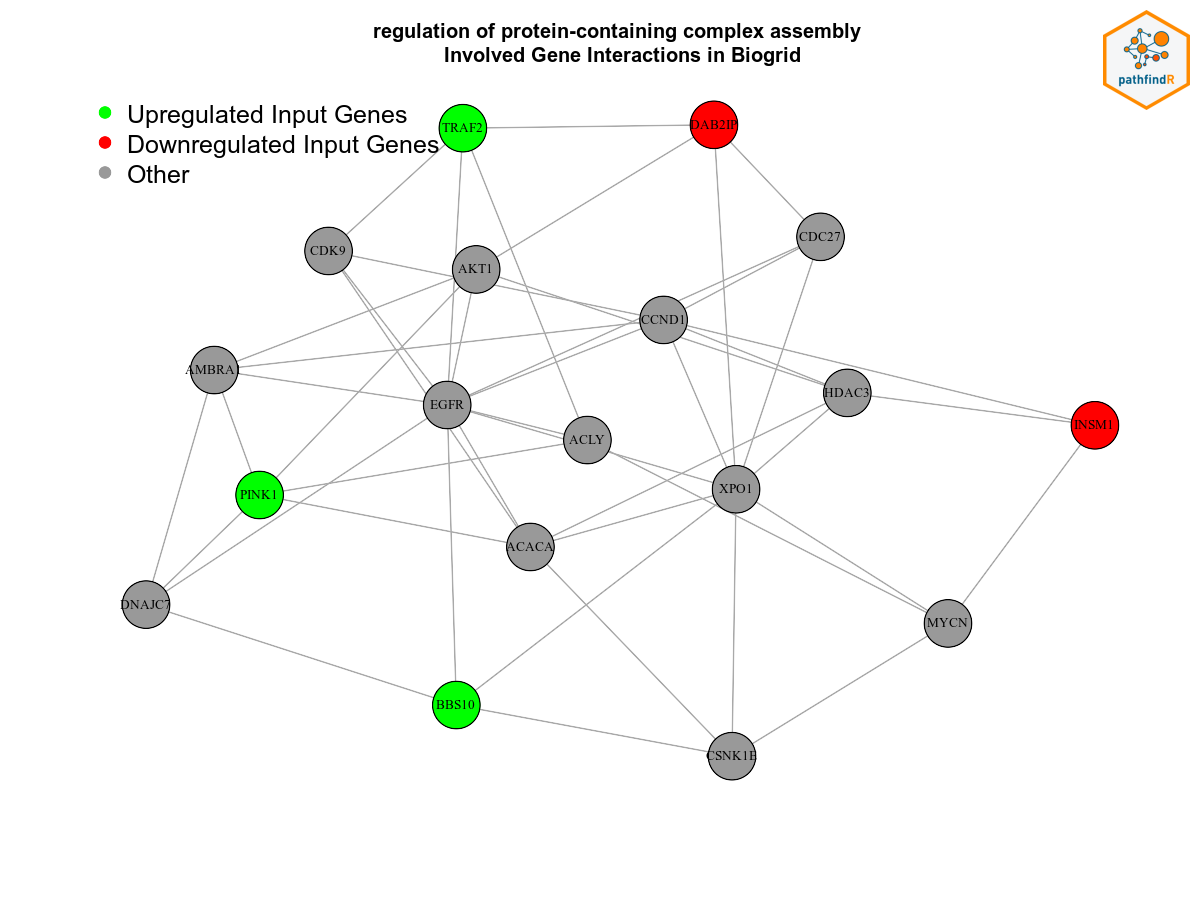 regulation of protein-containing complex assembly
Involved Gene Interactions in Biogrid
pathfindR
Upregulated Input Genes
Downregulated Input Genes
Other
TRAF2
DAB2IP
CDK9
AKT1
CDC27
CCND1
AMBRA1
EGFR
HDAC3
ACLY
INSM1
PINK1
XPO1
ACACA
DNAJC7
MYCN
BBS10
CSNK1E